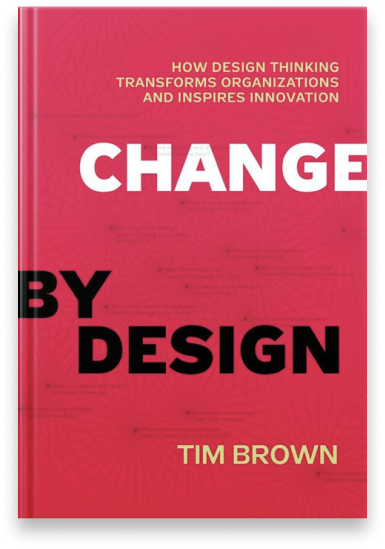 HOW DESIGN THINKING
TRANSFORMS ORGANIZATIONS
AND INSPIRES INNOVATION
CHANGE
BY
DESIGN
TIM BROWN